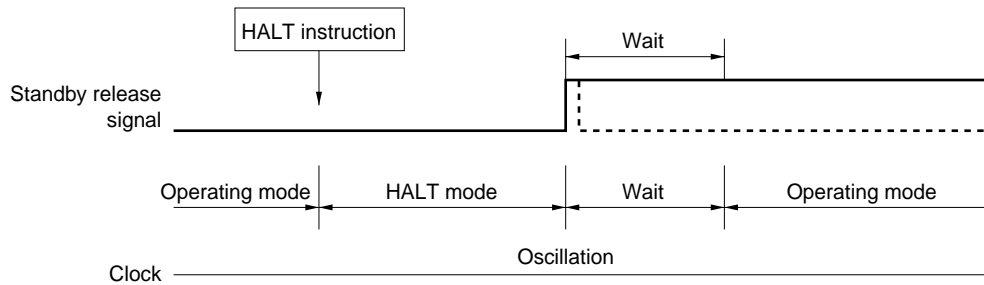 HALT instruction
Wait
Standby release
signal
Operating mode
HALT mode
Wait
Operating mode
Oscillation
Clock